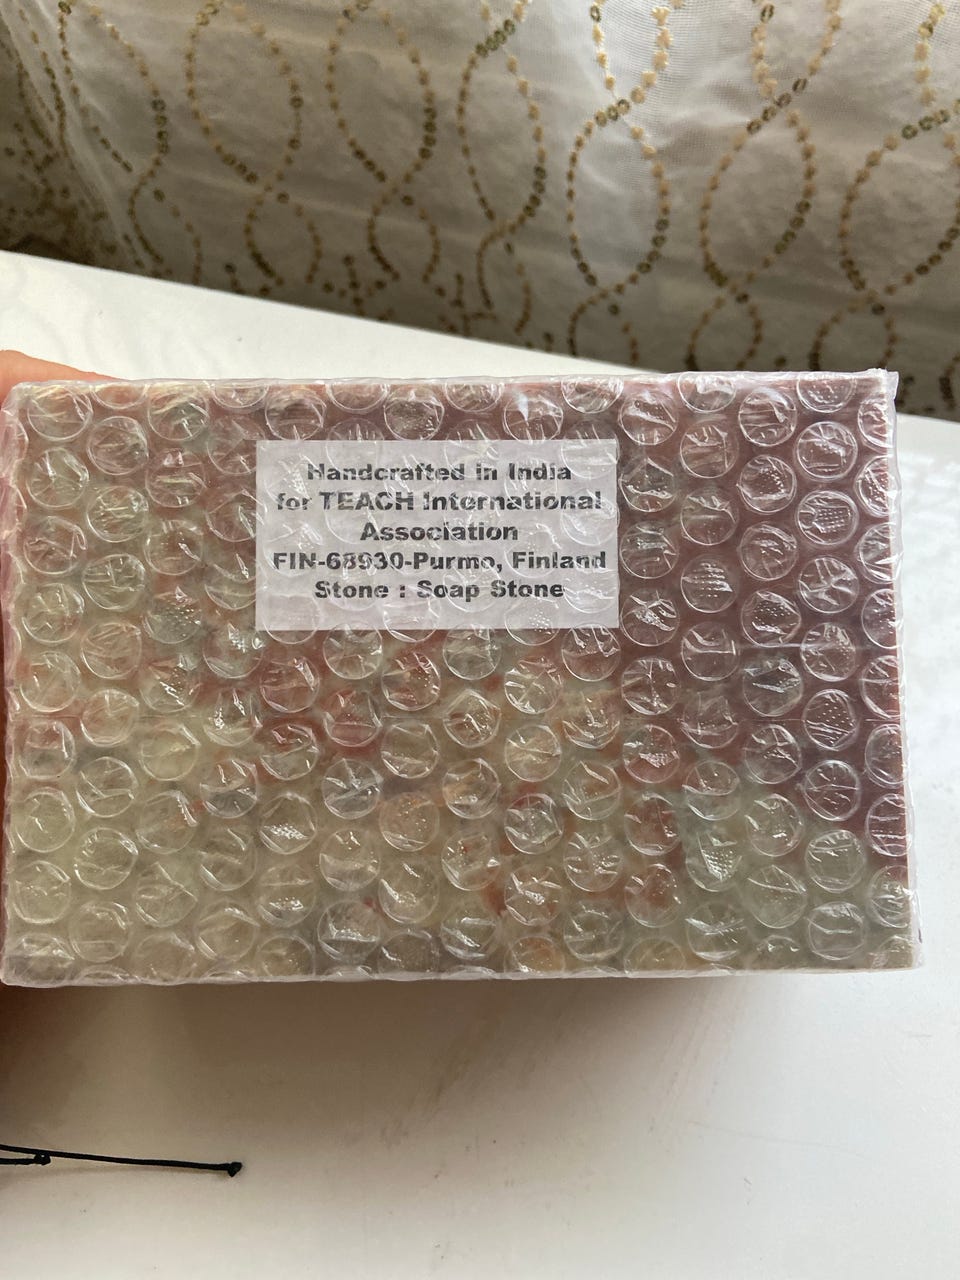 Handcrafted in India
for TEACH International
Association
FIN-68930-Purmo, Finland
Stone : Soap Stone